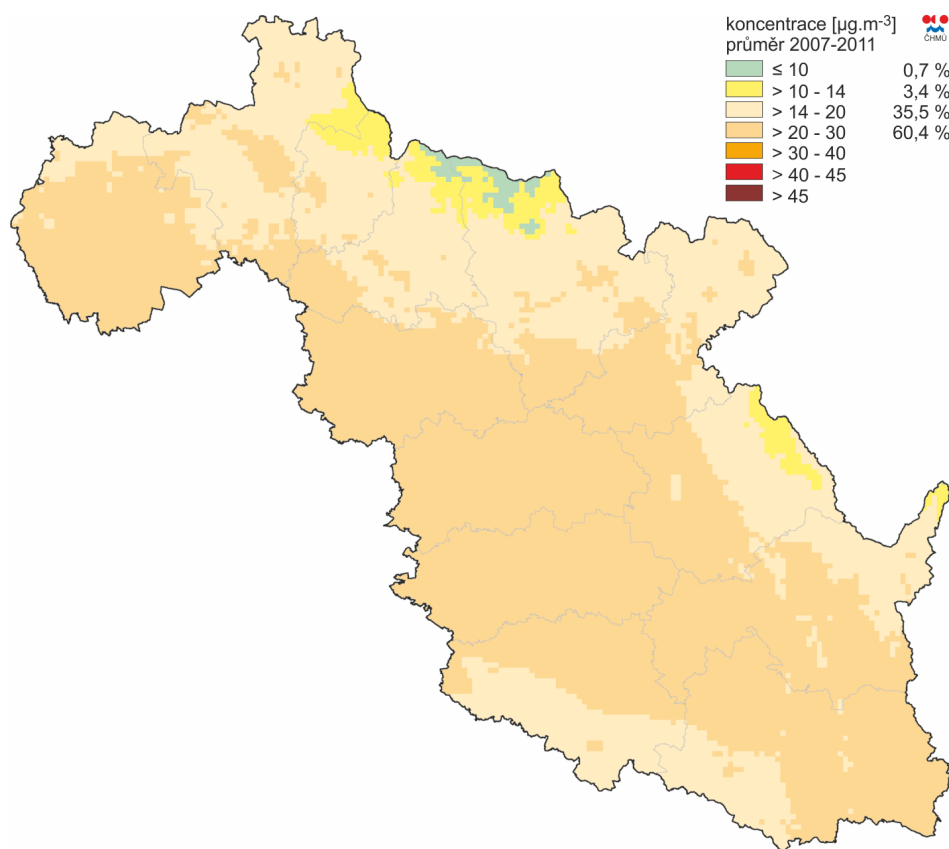 koncentrace [µg.m-3]
průměr 2007-2011
ČHMÚ
≤ 10 0,7 %
> 10 - 14 3,4 %
> 14 - 20 35,5 %
> 20 - 30 60,4 %
> 30 - 40
> 40 - 45
> 45